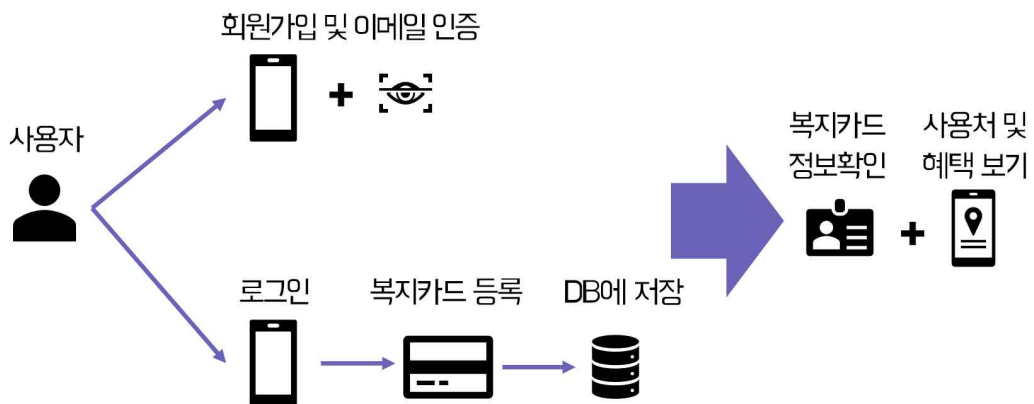 회원가입 및 이메일 인증
사용자
복지카드
정보확인
사용처 및
혜택 보기
로그인
복지카드 등록
DB에 저장